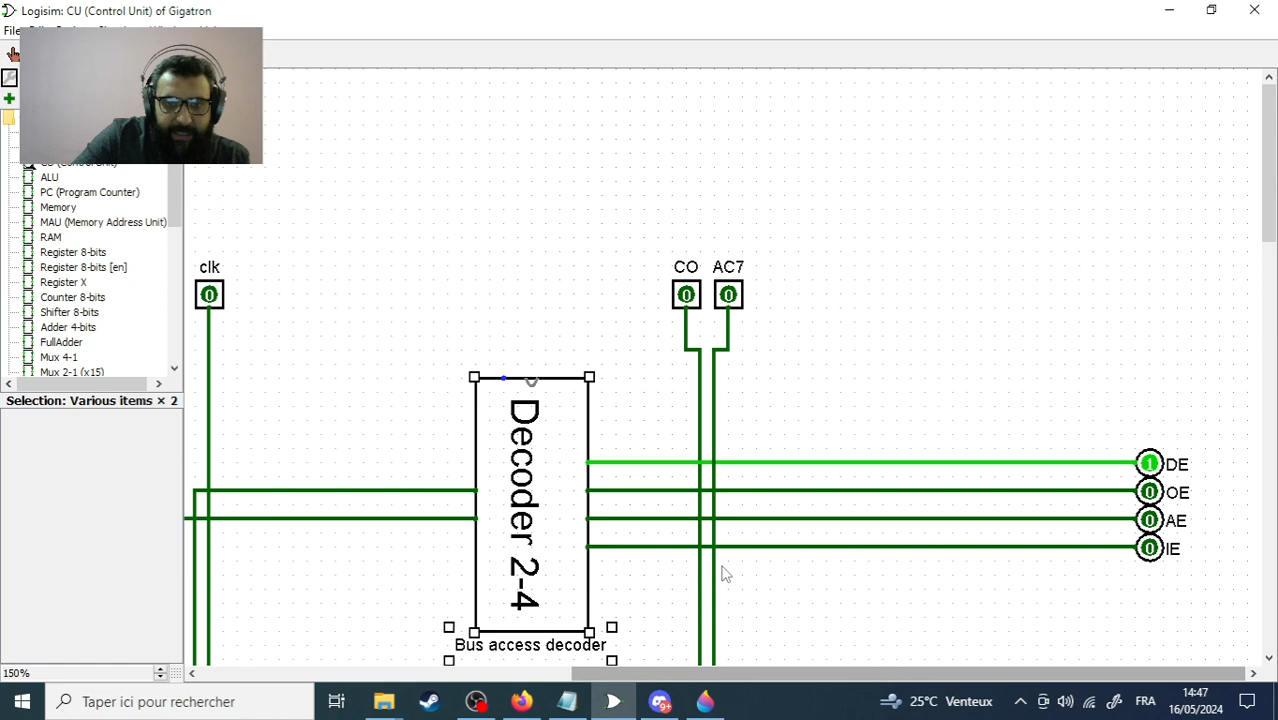 Logisim: CU (Control Unit) of Gigatron
File
ALU
PC (Program Counter)
Memory
MAU (Memory Address Unit)
RAM
Register 8-bits
Register 8-bits [en]
Register X
Counter 8-bits
Shifter 8-bits
Adder 4-bits
FullAdder
Mux 4-1
Mux 2-1 (x15)
Selection: Various items × 2
150%
clk
0
CO AC7
0 0
Decoder 2-4
Bus access decoder
1 DE
0 OE
0 AE
0 IE
Taper ici pour rechercher
9+
25°C Venteux
FRA
14:47
16/05/2024